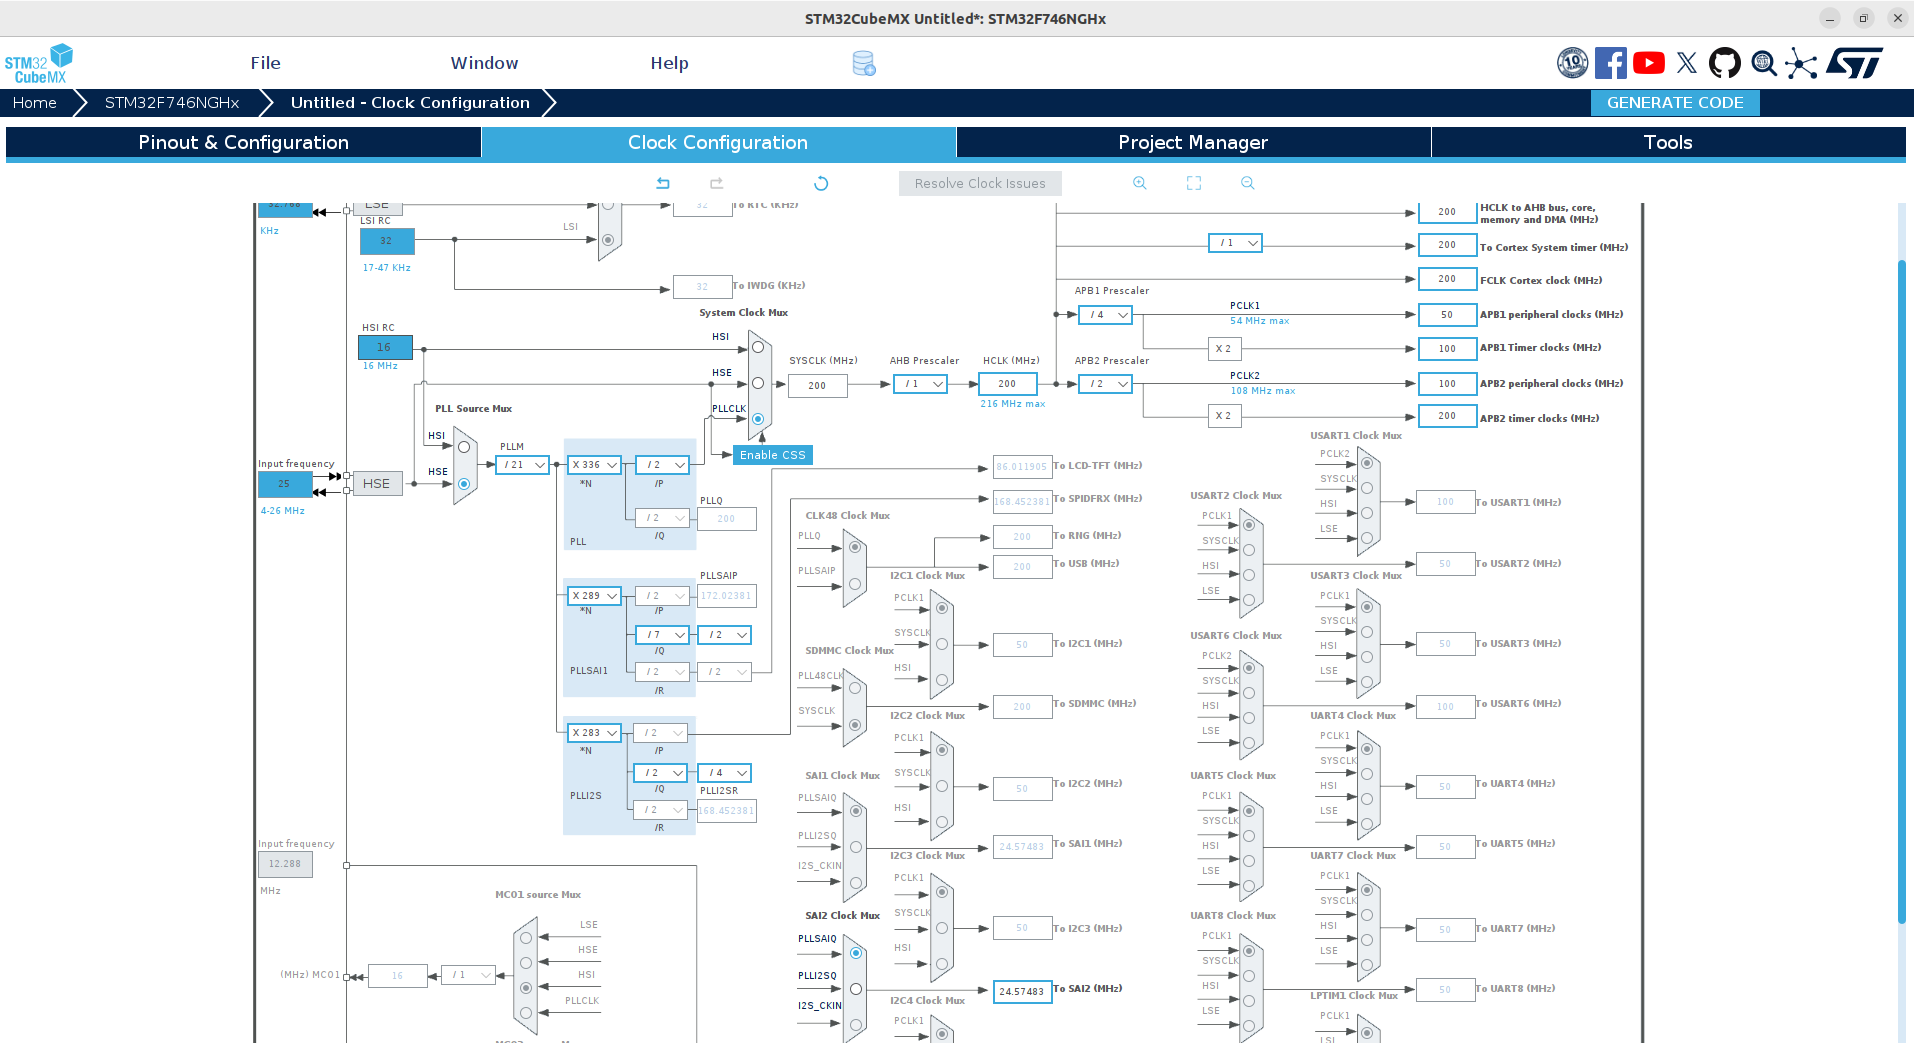 STM32CubeMX Untitled*: STM32F746NGHx
STM32
CubeMX
File
Window
Help
10
ST
Home
STM32F746NGHx
Untitled - Clock Configuration
GENERATE CODE
Pinout & Configuration
Clock Configuration
Project Manager
Tools
Resolve Clock Issues
32.768
KHz
LSE
LSI RC
32
17-47 KHz
LSI
32
To RTC (KHz)
32
To IWDG (KHz)
HSI RC
16
16 MHz
System Clock Mux
HSI
HSE
PLLCLK
Enable CSS
SYSCLK (MHz)
200
AHB Prescaler
/ 1
HCLK (MHz)
200
216 MHz max
200
HCLK to AHB bus, core,
memory and DMA (MHz)
/ 1
200
To Cortex System timer (MHz)
200
FCLK Cortex clock (MHz)
APB1 Prescaler
/ 4
PCLK1
54 MHz max
50
APB1 peripheral clocks (MHz)
X 2
100
APB1 Timer clocks (MHz)
APB2 Prescaler
/ 2
PCLK2
108 MHz max
100
APB2 peripheral clocks (MHz)
X 2
200
APB2 timer clocks (MHz)
Input frequency
25
4-26 MHz
HSE
PLL Source Mux
HSI
HSE
PLLM
/ 21
X 336
*N
/ 2
/P
PLLQ
/ 2
200
/Q
PLL
X 289
*N
PLLSAIP
/ 2
172.02381
/P
/ 7
/ 2
/Q
PLLSAI1
/ 2
/ 2
/R
X 283
*N
/ 2
/P
/ 2
/ 4
/Q
PLLI2SR
PLLI2S
/ 2
168.452381
/R
86.011905
To LCD-TFT (MHz)
168.452381
To SPIDFRX (MHz)
CLK48 Clock Mux
PLLQ
PLLSAIP
200
To RNG (MHz)
200
To USB (MHz)
I2C1 Clock Mux
PCLK1
SYSCLK
HSI
50
To I2C1 (MHz)
SDMMC Clock Mux
PLL48CLK
SYSCLK
200
To SDMMC (MHz)
I2C2 Clock Mux
PCLK1
SYSCLK
HSI
50
To I2C2 (MHz)
SAI1 Clock Mux
PLLSAIQ
PLLI2SQ
I2S_CKIN
24.57483
To SAI1 (MHz)
I2C3 Clock Mux
PCLK1
SYSCLK
HSI
50
To I2C3 (MHz)
SAI2 Clock Mux
PLLSAIQ
PLLI2SQ
I2S_CKIN
24.57483
To SAI2 (MHz)
I2C4 Clock Mux
PCLK1
USART1 Clock Mux
PCLK2
SYSCLK
HSI
LSE
100
To USART1 (MHz)
USART2 Clock Mux
PCLK1
SYSCLK
HSI
LSE
50
To USART2 (MHz)
USART3 Clock Mux
PCLK1
SYSCLK
HSI
LSE
50
To USART3 (MHz)
USART6 Clock Mux
PCLK2
SYSCLK
HSI
LSE
100
To USART6 (MHz)
UART4 Clock Mux
PCLK1
SYSCLK
HSI
LSE
50
To UART4 (MHz)
UART5 Clock Mux
PCLK1
SYSCLK
HSI
LSE
50
To UART5 (MHz)
UART7 Clock Mux
PCLK1
SYSCLK
HSI
LSE
50
To UART7 (MHz)
UART8 Clock Mux
PCLK1
SYSCLK
HSI
LSE
50
To UART8 (MHz)
LPTIM1 Clock Mux
PCLK1
LSI
Input frequency
12.288
MHz
MCO1 source Mux
LSE
HSE
HSI
PLLCLK
(MHz) MCO1
16
/ 1